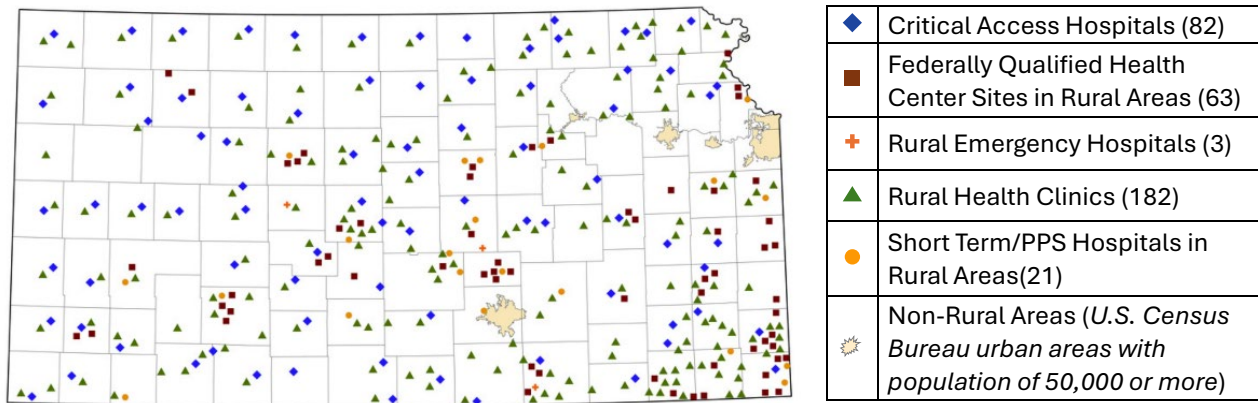 Critical Access Hospitals (82)
Federally Qualified Health
Center Sites in Rural Areas (63)
Rural Emergency Hospitals (3)
Rural Health Clinics (182)
Short Term/PPS Hospitals in
Rural Areas(21)
Non-Rural Areas (U.S. Census
Bureau urban areas with
population of 50,000 or more)